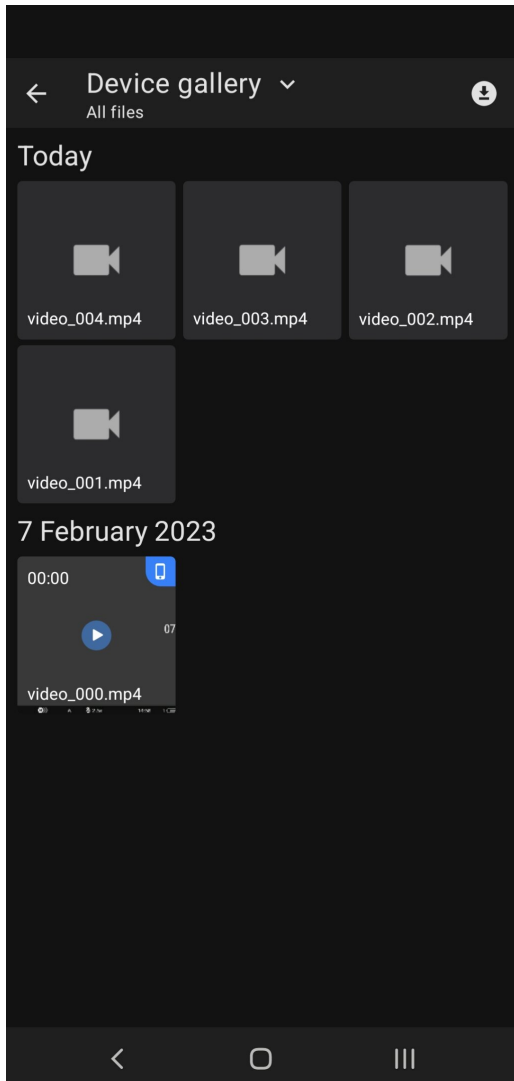 Device gallery
All files
Today
video_004.mp4
video_003.mp4
video_002.mp4
video_001.mp4
7 February 2023
00:00
07
video_000.mp4